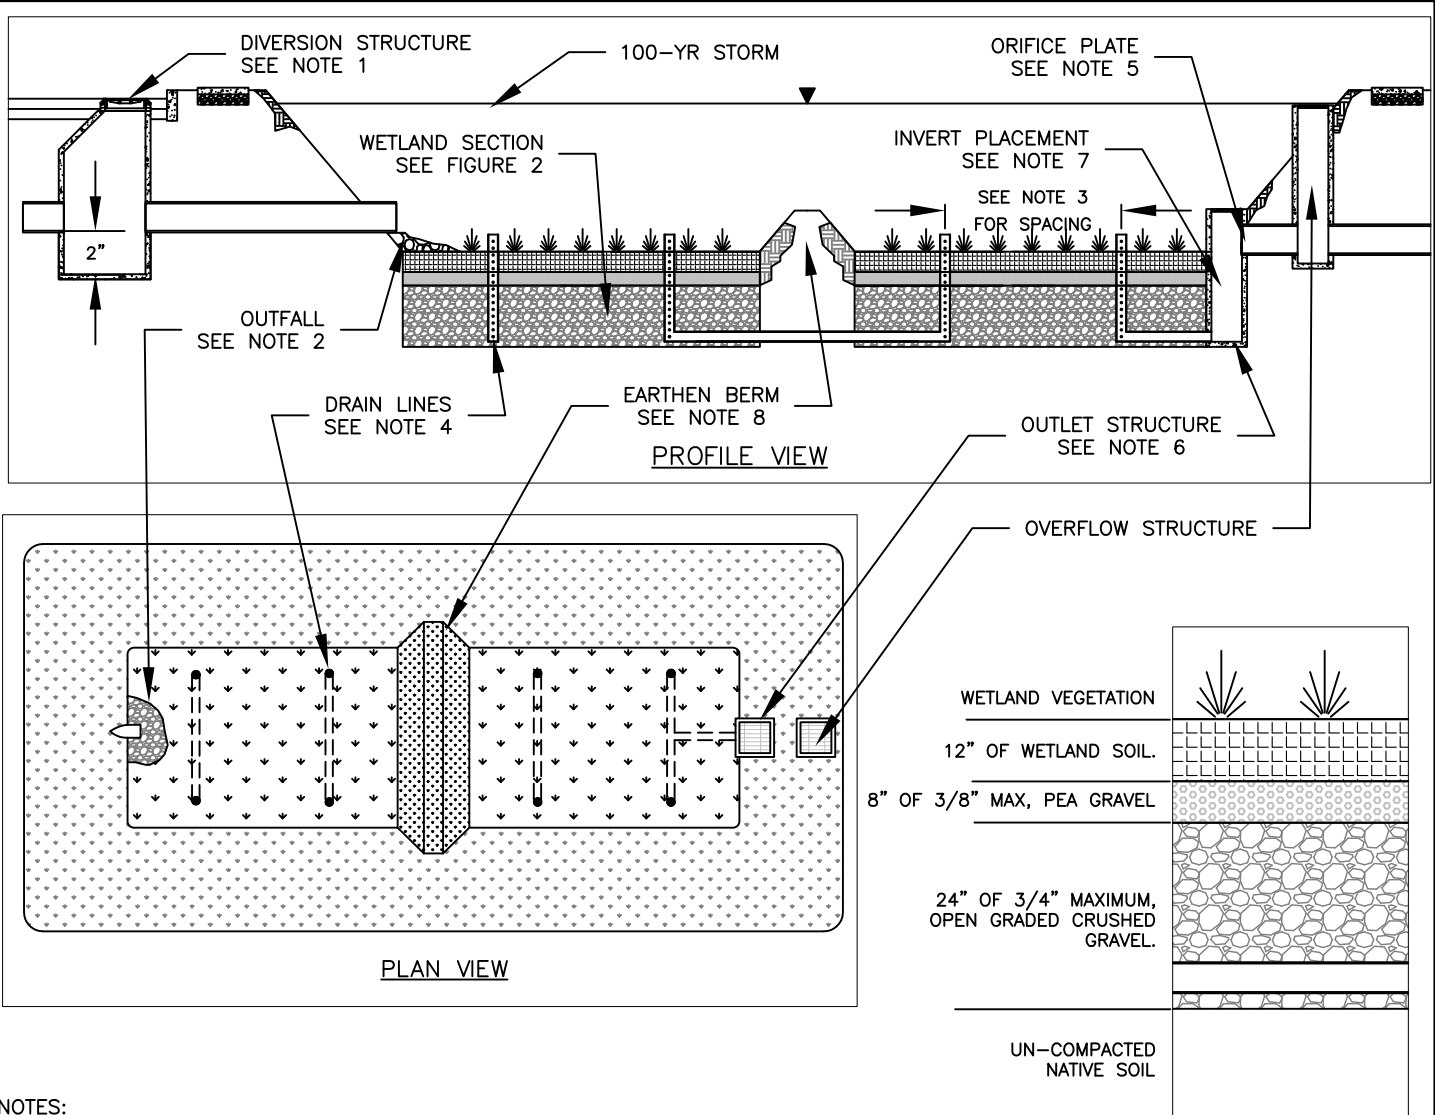 DIVERSION STRUCTURE
SEE NOTE 1
100-YR STORM
ORIFICE PLATE
SEE NOTE 5
WETLAND SECTION
SEE FIGURE 2
INVERT PLACEMENT
SEE NOTE 7
SEE NOTE 3
FOR SPACING
2"
OUTFALL
SEE NOTE 2
DRAIN LINES
SEE NOTE 4
EARTHEN BERM
SEE NOTE 8
OUTLET STRUCTURE
SEE NOTE 6
PROFILE VIEW
OVERFLOW STRUCTURE
PLAN VIEW
WETLAND VEGETATION
12" OF WETLAND SOIL.
8" OF 3/8" MAX, PEA GRAVEL
24" OF 3/4" MAXIMUM,
OPEN GRADED CRUSHED
GRAVEL.
UN-COMPACTED
NATIVE SOIL
NOTES: